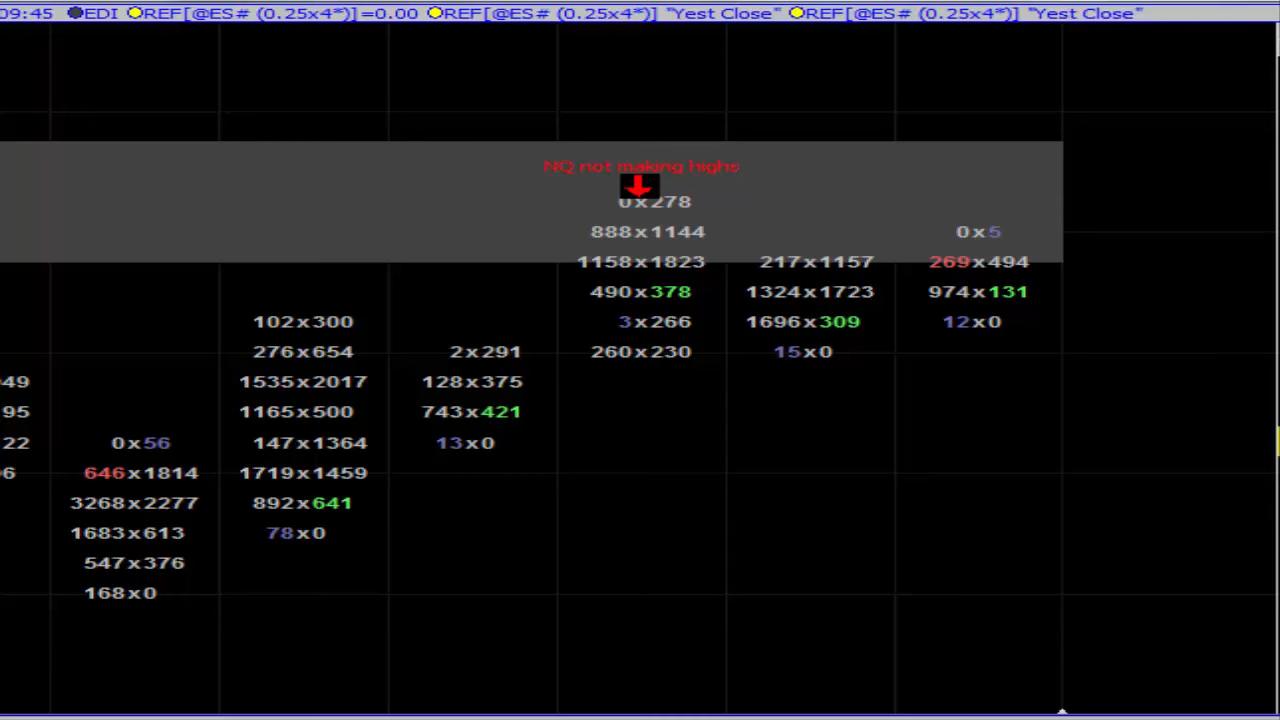 09:45 EDI REF[@ES# (0.25x4*)]=0.00 REF[@ES# (0.25x4*)] "Yest Close" REF[@ES# (0.25x4*)] "Yest Close"
NQ not making highs
0x278
888x1144 0x5
1158x1823 217x1157 269x494
490x378 1324x1723 974x131
102x300 3x266 1696x309 12x0
276x654 2x291 260x230 15x0
49 1535x2017 128x375
95 1165x500 743x421
22 0x56 147x1364 13x0
6 646x1814 1719x1459
3268x2277 892x641
1683x613 78x0
547x376
168x0